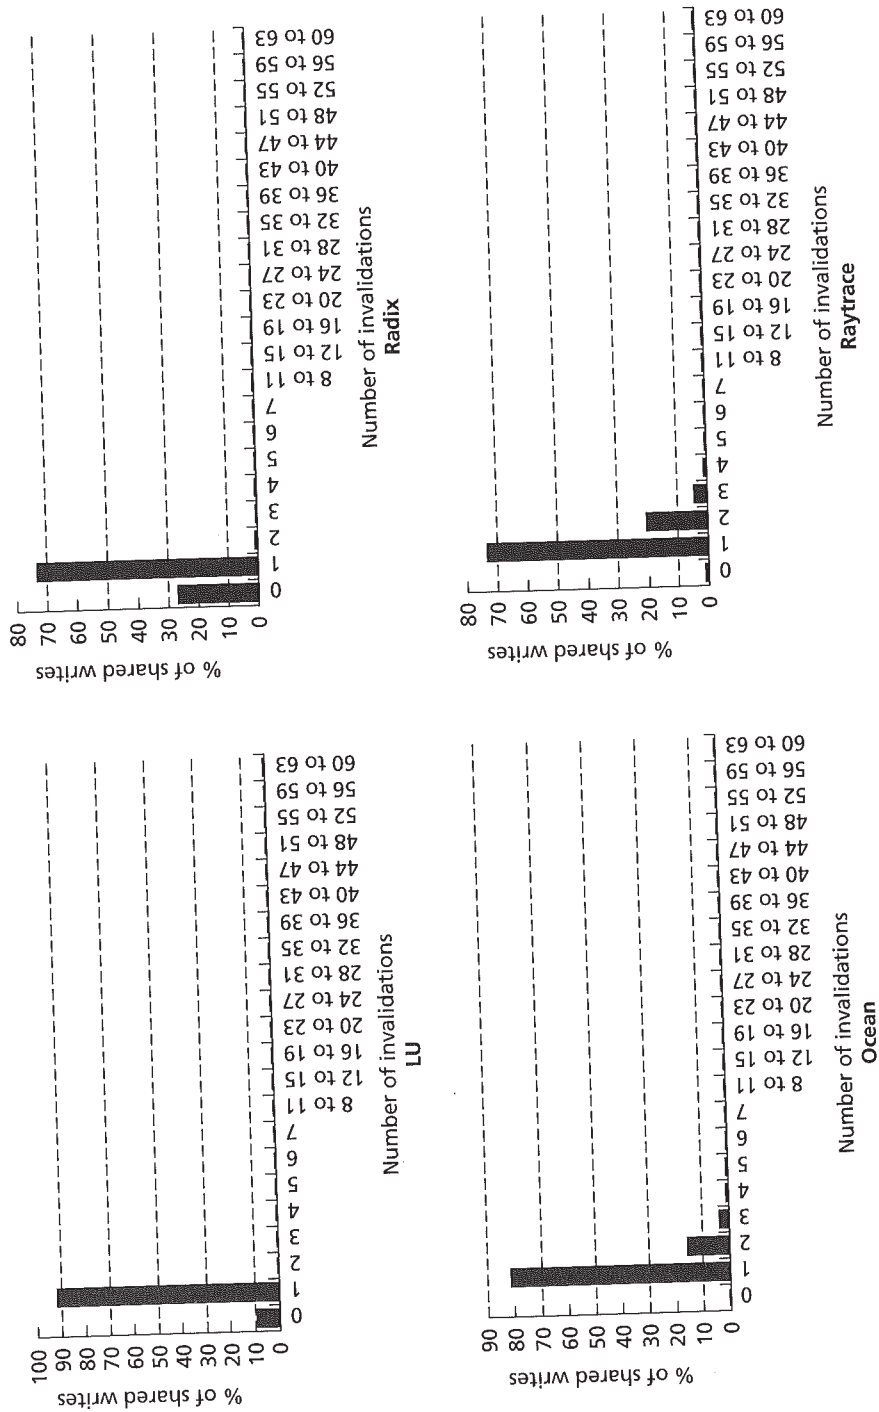 % of shared writes
100
90
80
70
60
50
40
30
20
10
0
0
1
2
3
4
5
6
7
8 to 11
12 to 15
16 to 19
20 to 23
24 to 27
28 to 31
32 to 35
36 to 39
40 to 43
44 to 47
48 to 51
52 to 55
56 to 59
60 to 63
Number of invalidations
LU
% of shared writes
80
70
60
50
40
30
20
10
0
0
1
2
3
4
5
6
7
8 to 11
12 to 15
16 to 19
20 to 23
24 to 27
28 to 31
32 to 35
36 to 39
40 to 43
44 to 47
48 to 51
52 to 55
56 to 59
60 to 63
Number of invalidations
Radix
% of shared writes
90
80
70
60
50
40
30
20
10
0
0
1
2
3
4
5
6
7
8 to 11
12 to 15
16 to 19
20 to 23
24 to 27
28 to 31
32 to 35
36 to 39
40 to 43
44 to 47
48 to 51
52 to 55
56 to 59
60 to 63
Number of invalidations
Ocean
% of shared writes
80
70
60
50
40
30
20
10
0
0
1
2
3
4
5
6
7
8 to 11
12 to 15
16 to 19
20 to 23
24 to 27
28 to 31
32 to 35
36 to 39
40 to 43
44 to 47
48 to 51
52 to 55
56 to 59
60 to 63
Number of invalidations
Raytrace